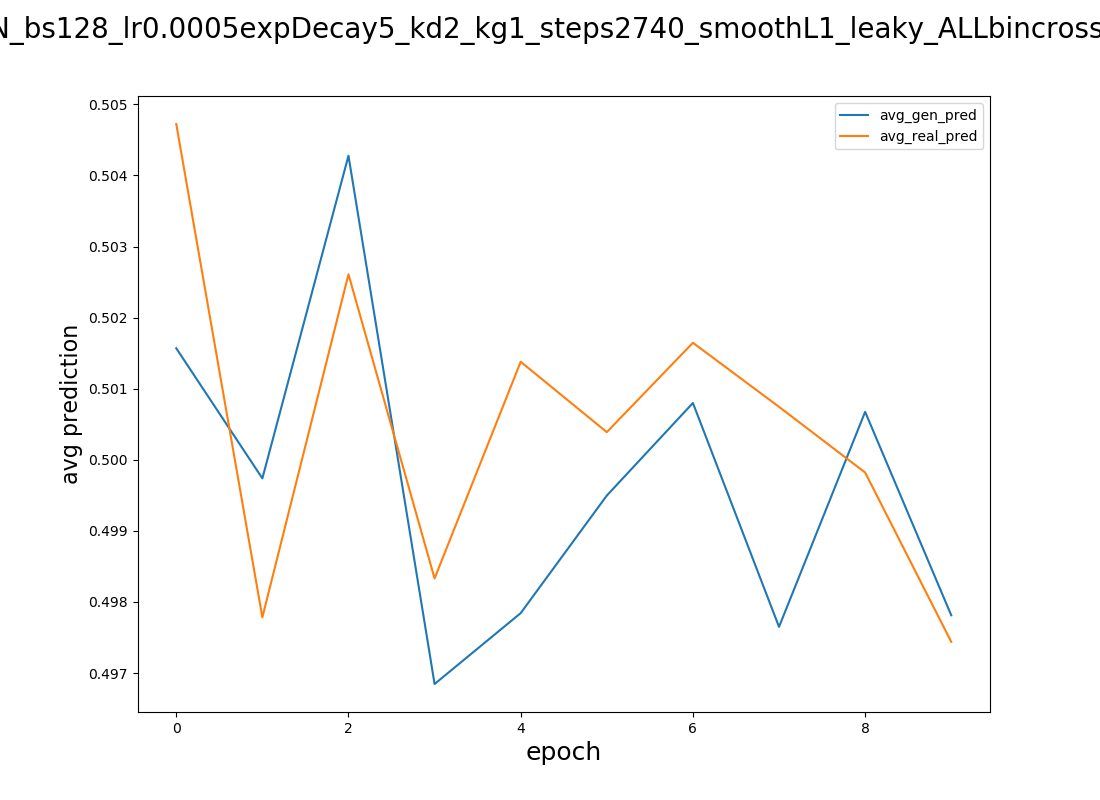 N_bs128_lr0.0005expDecay5_kd2_kg1_steps2740_smoothL1_leaky_ALLbincross
avg_gen_pred
avg_real_pred
0.505
0.504
0.503
0.502
0.501
0.500
0.499
0.498
0.497
avg prediction
0 2 4 6 8
epoch